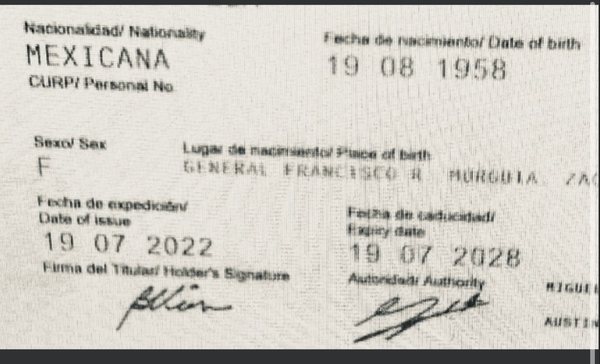 Nacionalidad/ Nationality
MEXICANA
Fecha de nacimiento/ Date of birth
19 08 1958
CURP/ Personal No.
Sexo/ Sex
F
Lugar de nacimiento/ Place of birth
GENERAL FRANCISCO R MURGUIA ZAC
Fecha de expedición/
Date of issue
19 07 2022
Fecha de caducidad/
Expiry date
19 07 2028
Firma del Titular/ Holder's Signature
Autoridad/ Authority
MIGUEL
AUSTIN